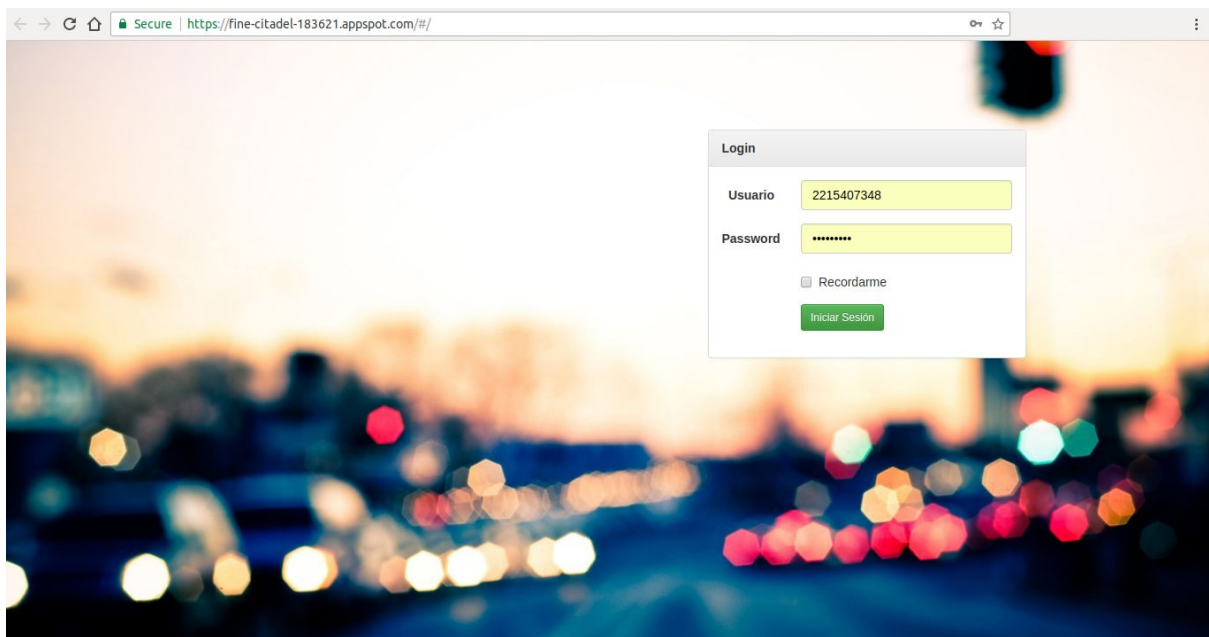 Secure | https://fine-citadel-183621.appspot.com/#/
Login
Usuario 2215407348
Password •••••••••
Recordarme
Iniciar Sesión